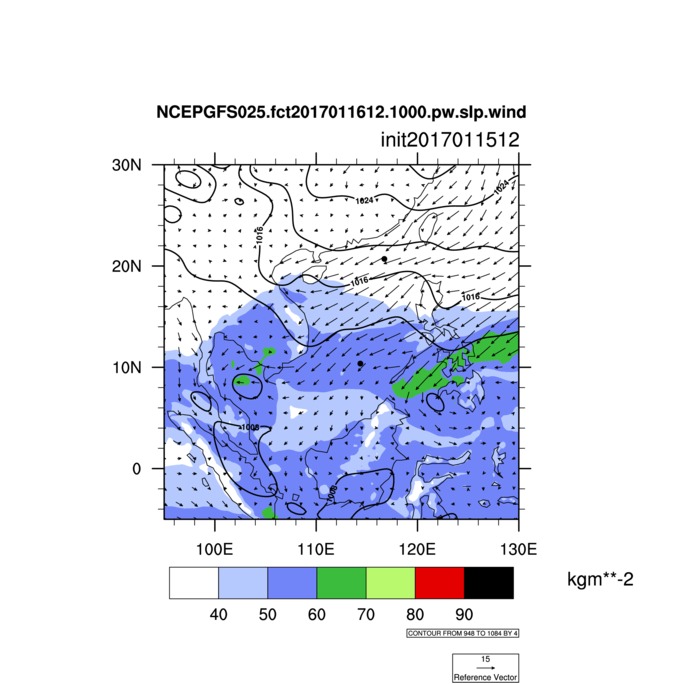 NCEPGFS025.fct2017011612.1000.pw.slp.wind
init2017011512
30N
20N
10N
0
1024
1024
1016
1016
1016
1008
1008
100E 110E 120E 130E
kgm**-2
40 50 60 70 80 90
CONTOUR FROM 948 TO 1084 BY 4
15
Reference Vector